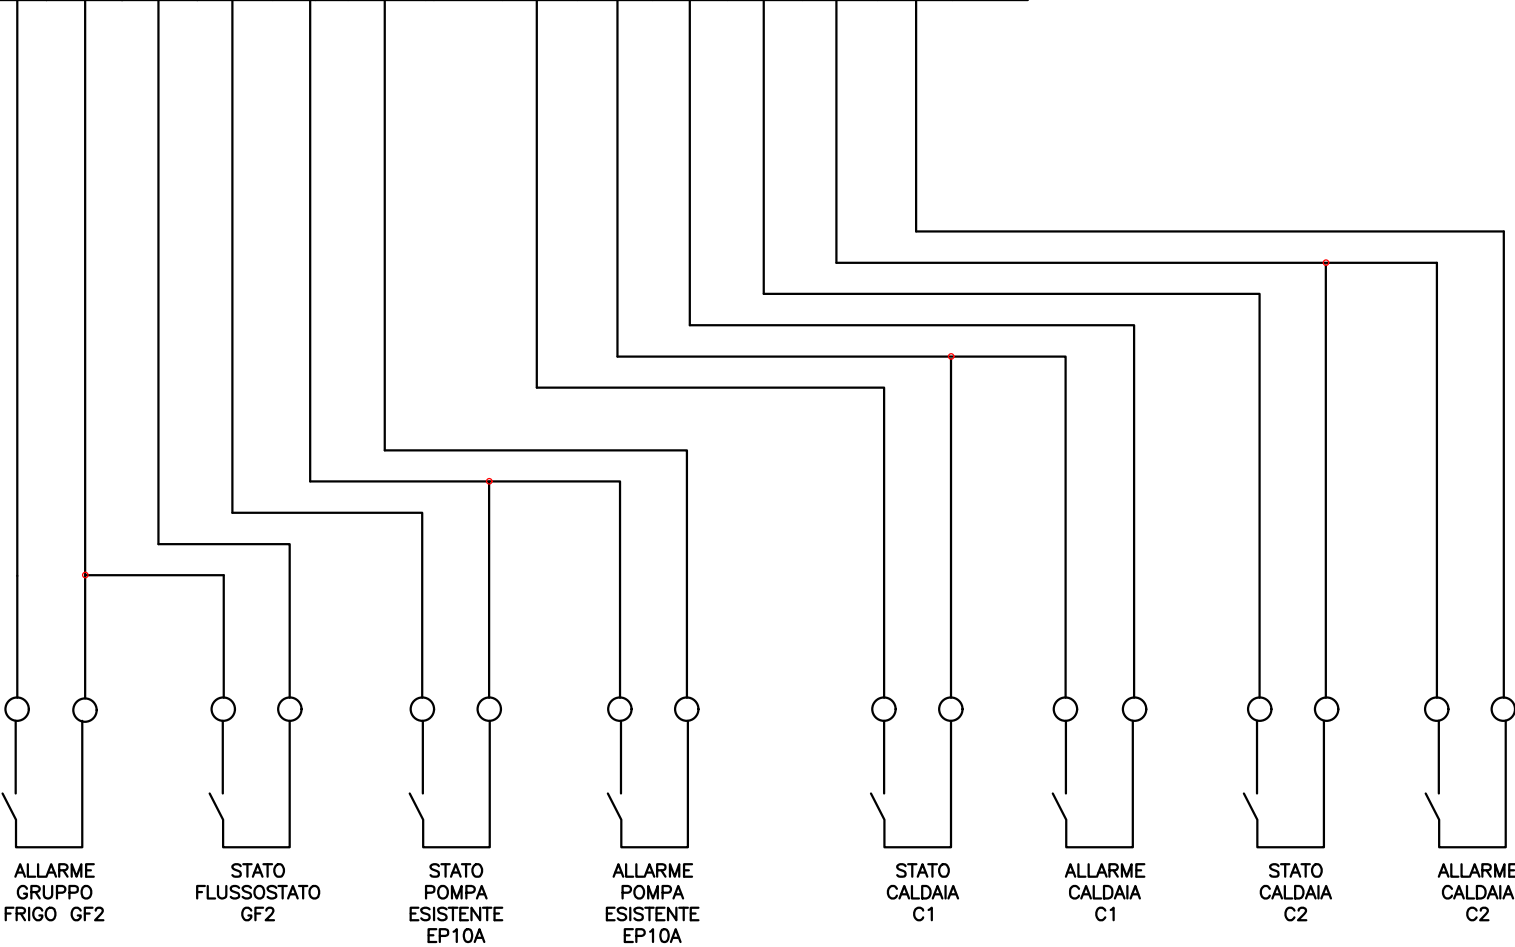 ALLARME
GRUPPO
FRIGO GF2
STATO
FLUSSOSTATO
GF2
STATO
POMPA
ESISTENTE
EP10A
ALLARME
POMPA
ESISTENTE
EP10A
STATO
CALDAIA
C1
ALLARME
CALDAIA
C1
STATO
CALDAIA
C2
ALLARME
CALDAIA
C2